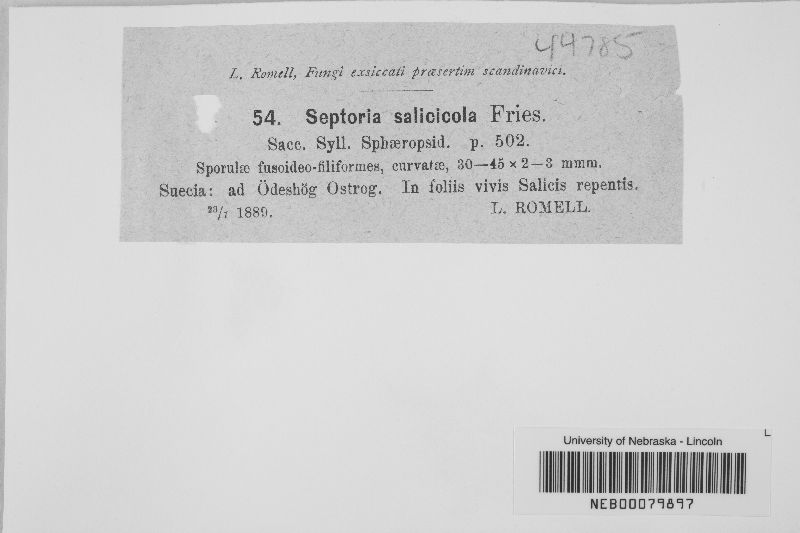 44785
L. Romell, Fungi exsiccati præsertim scandinavici.
54. Septoria salicicola Fries.
Sacc. Syll. Sphæropsid. p. 502.
Sporulæ fusoideo-filiformes, curvatæ, 30—45 × 2—3 mmm.
Suecia: ad Ödeshög Ostrog. In foliis vivis Salicis repentis.
23/7 1889. L. ROMELL.
L
University of Nebraska - Lincoln
NEB00079897